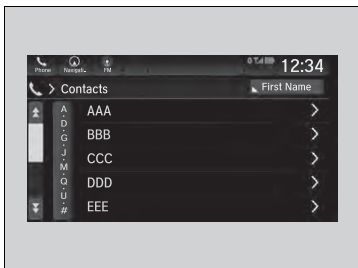 Phone Navigati.. FM 12:34
Contacts First Name
A AAA
D
G BBB
J CCC
M
Q DDD
U
# EEE